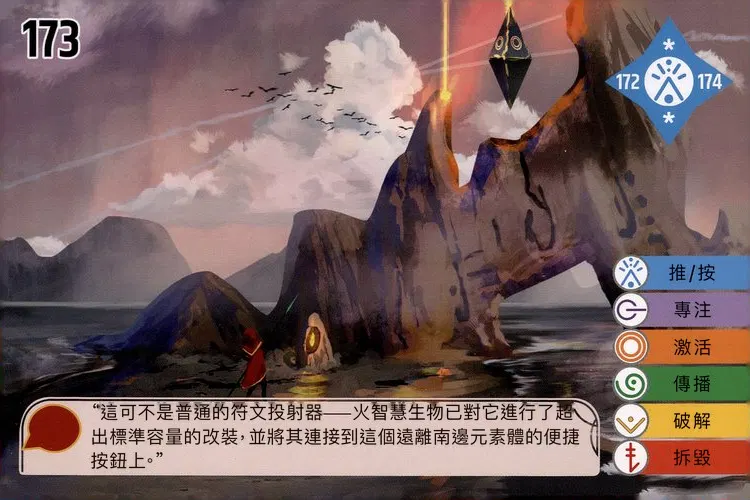 173
*
172
174
*
推/按
專注
激活
傳播
破解
拆毀
“這可不是普通的符文投射器——火智慧生物已對它進行了超
出標準容量的改裝，並將其連接到這個遠離南邊元素體的便捷
按鈕上。”